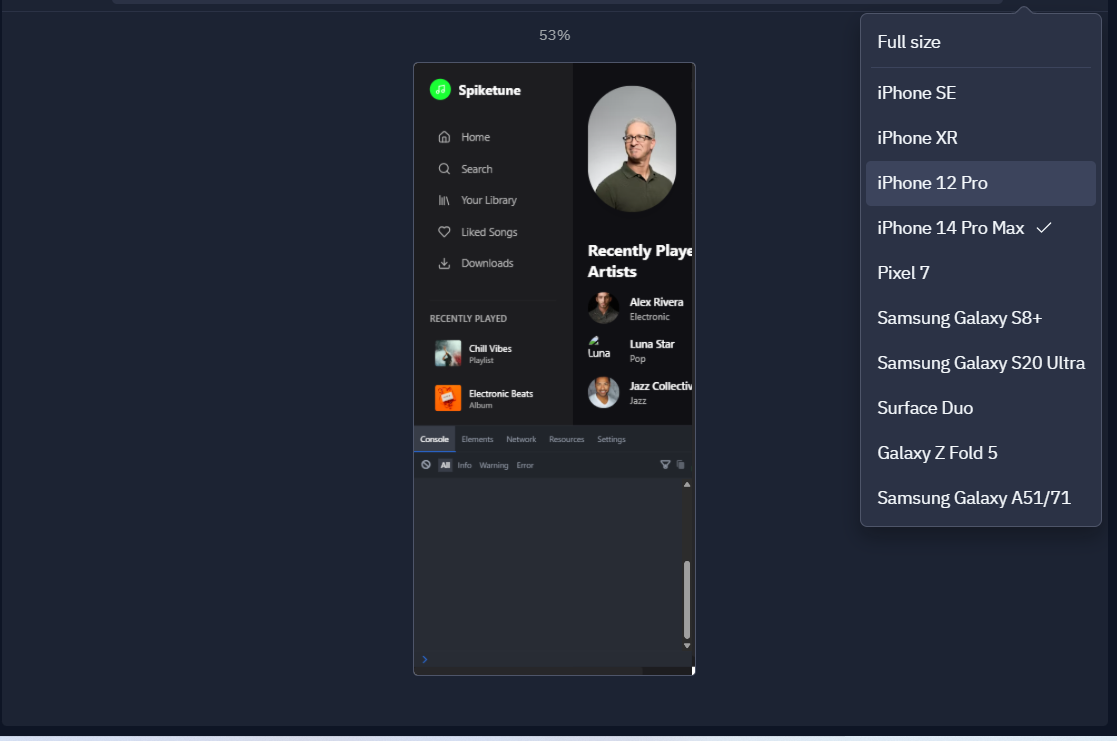 53%
Spiketune
Home
Search
Your Library
Liked Songs
Downloads
RECENTLY PLAYED
Chill Vibes
Playlist
Electronic Beats
Album
Recently Playe
Artists
Alex Rivera
Electronic
Luna
Luna Star
Pop
Jazz Collectiv
Jazz
Console Elements Network Resources Settings
All Info Warning Error
Full size
iPhone SE
iPhone XR
iPhone 12 Pro
iPhone 14 Pro Max
Pixel 7
Samsung Galaxy S8+
Samsung Galaxy S20 Ultra
Surface Duo
Galaxy Z Fold 5
Samsung Galaxy A51/71